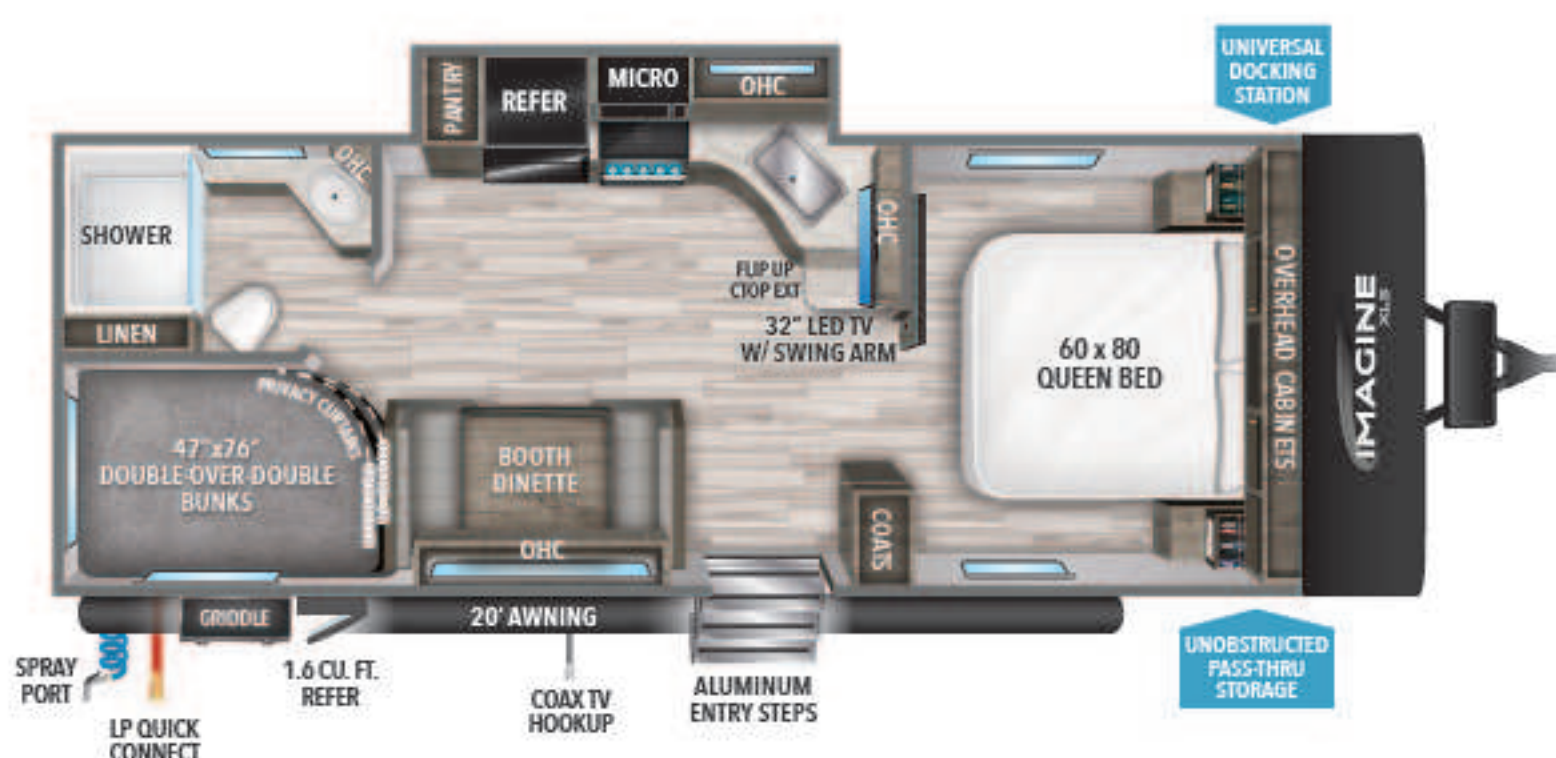 UNIVERSAL
DOCKING
STATION
PANTRY
REFER
MICRO
OHC
OHC
SHOWER
OHC
FLIP UP
CTOP EXT
32" LED TV
W/ SWING ARM
LINEN
60 x 80
QUEEN BED
OVERHEAD CABINETS
IMAGINE
XLS
PRIVACY CURTAIN
47"x76"
DOUBLE-OVER-DOUBLE
BUNKS
BOOTH
DINETTE
OHC
COATS
GRIDDLE
20' AWNING
SPRAY
PORT
LP QUICK
CONNECT
1.6 CU. FT.
REFER
COAX TV
HOOKUP
ALUMINUM
ENTRY STEPS
UNOBSTRUCTED
PASS-THRU
STORAGE